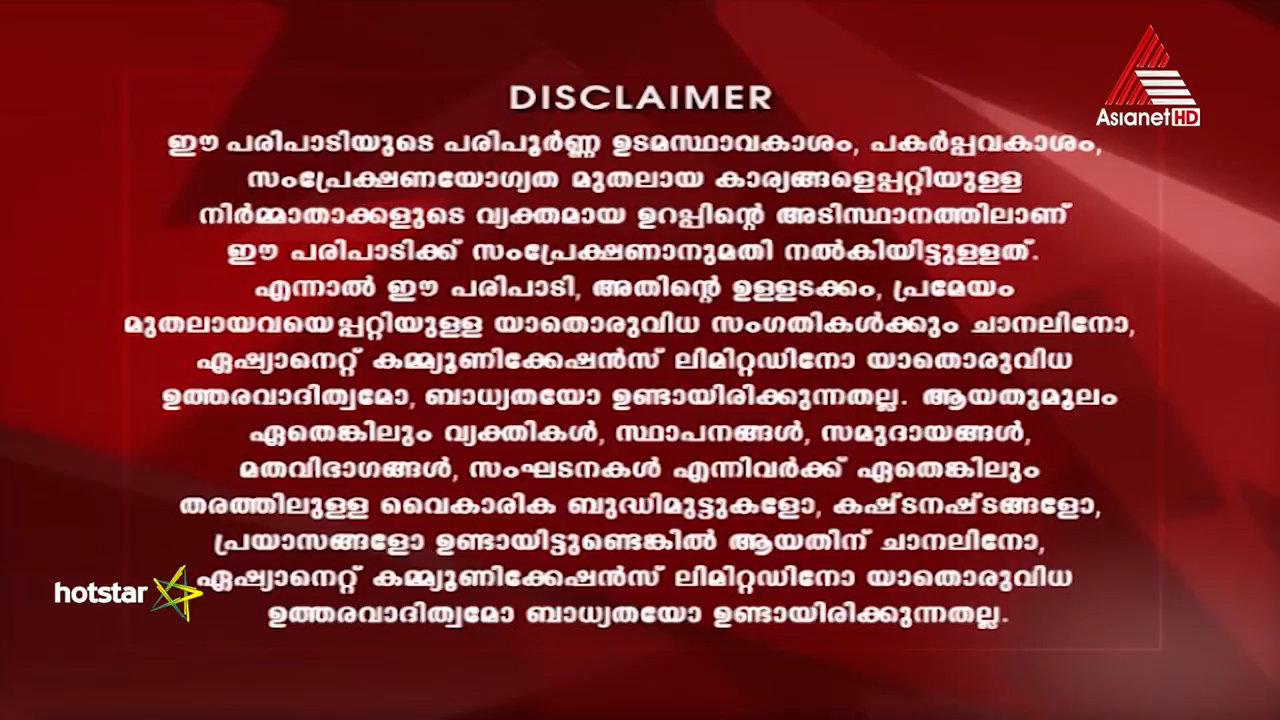 Asianet HD
DISCLAIMER
ഈ പരിപാടിയുടെ പരിപൂർണ്ണ ഉടമസ്ഥാവകാശം, പകർപ്പവകാശം,
സംപ്രേക്ഷണയോഗ്യത മുതലായ കാര്യങ്ങളെപ്പറ്റിയുള്ള
നിർമ്മാതാക്കളുടെ വ്യക്തമായ ഉറപ്പിന്റെ അടിസ്ഥാനത്തിലാണ്
ഈ പരിപാടിക്ക് സംപ്രേക്ഷണാനുമതി നൽകിയിട്ടുള്ളത്.
എന്നാൽ ഈ പരിപാടി, അതിന്റെ ഉള്ളടക്കം, പ്രമേയം
മുതലായവയെപ്പറ്റിയുള്ള യാതൊരുവിധ സംഗതികൾക്കും ചാനലിനോ,
ഏഷ്യാനെറ്റ് കമ്മ്യൂണിക്കേഷൻസ് ലിമിറ്റഡിനോ യാതൊരുവിധ
ഉത്തരവാദിത്വമോ, ബാധ്യതയോ ഉണ്ടായിരിക്കുന്നതല്ല. ആയതുമൂലം
ഏതെങ്കിലും വ്യക്തികൾ, സ്ഥാപനങ്ങൾ, സമുദായങ്ങൾ,
മതവിഭാഗങ്ങൾ, സംഘടനകൾ എന്നിവർക്ക് ഏതെങ്കിലും
തരത്തിലുള്ള വൈകാരിക ബുദ്ധിമുട്ടുകളോ, കഷ്ടനഷ്ടങ്ങളോ,
പ്രയാസങ്ങളോ ഉണ്ടായിട്ടുണ്ടെങ്കിൽ ആയതിന് ചാനലിനോ,
ഏഷ്യാനെറ്റ് കമ്മ്യൂണിക്കേഷൻസ് ലിമിറ്റഡിനോ യാതൊരുവിധ
ഉത്തരവാദിത്വമോ ബാധ്യതയോ ഉണ്ടായിരിക്കുന്നതല്ല.
hotstar